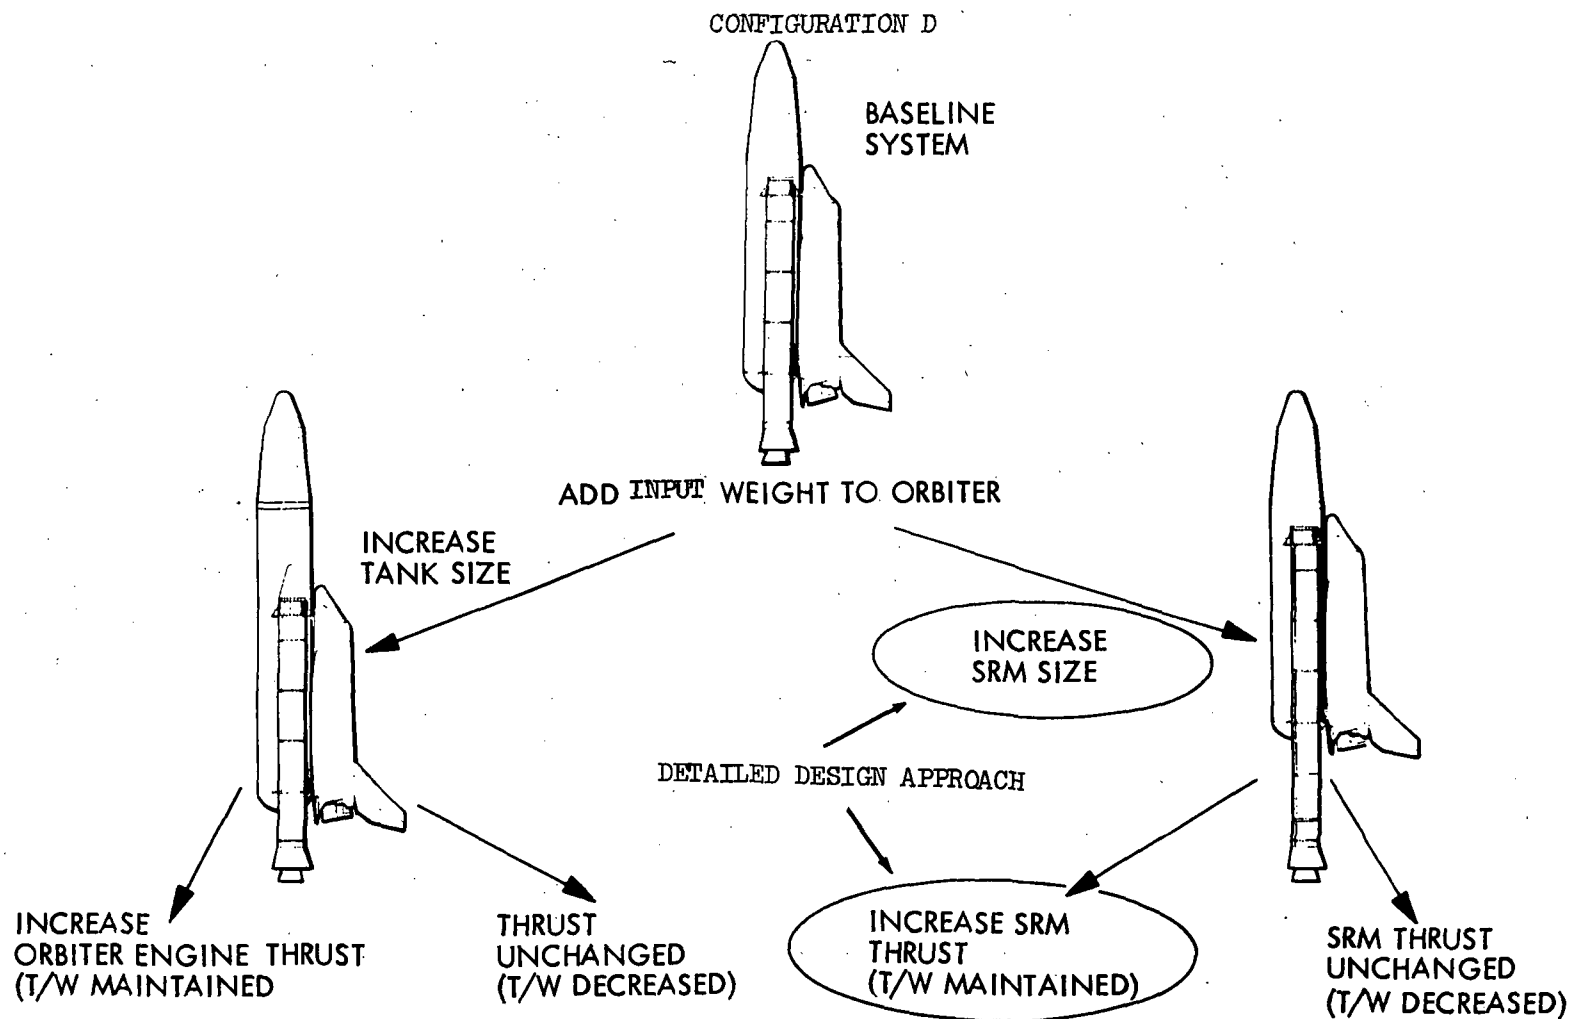 CONFIGURATION D
BASELINE
SYSTEM
ADD INPUT WEIGHT TO ORBITER
INCREASE
TANK SIZE
INCREASE
SRM SIZE
DETAILED DESIGN APPROACH
INCREASE
ORBITER ENGINE THRUST
(T/W MAINTAINED
THRUST
UNCHANGED
(T/W DECREASED)
INCREASE SRM
THRUST
(T/W MAINTAINED)
SRM THRUST
UNCHANGED
(T/W DECREASED)